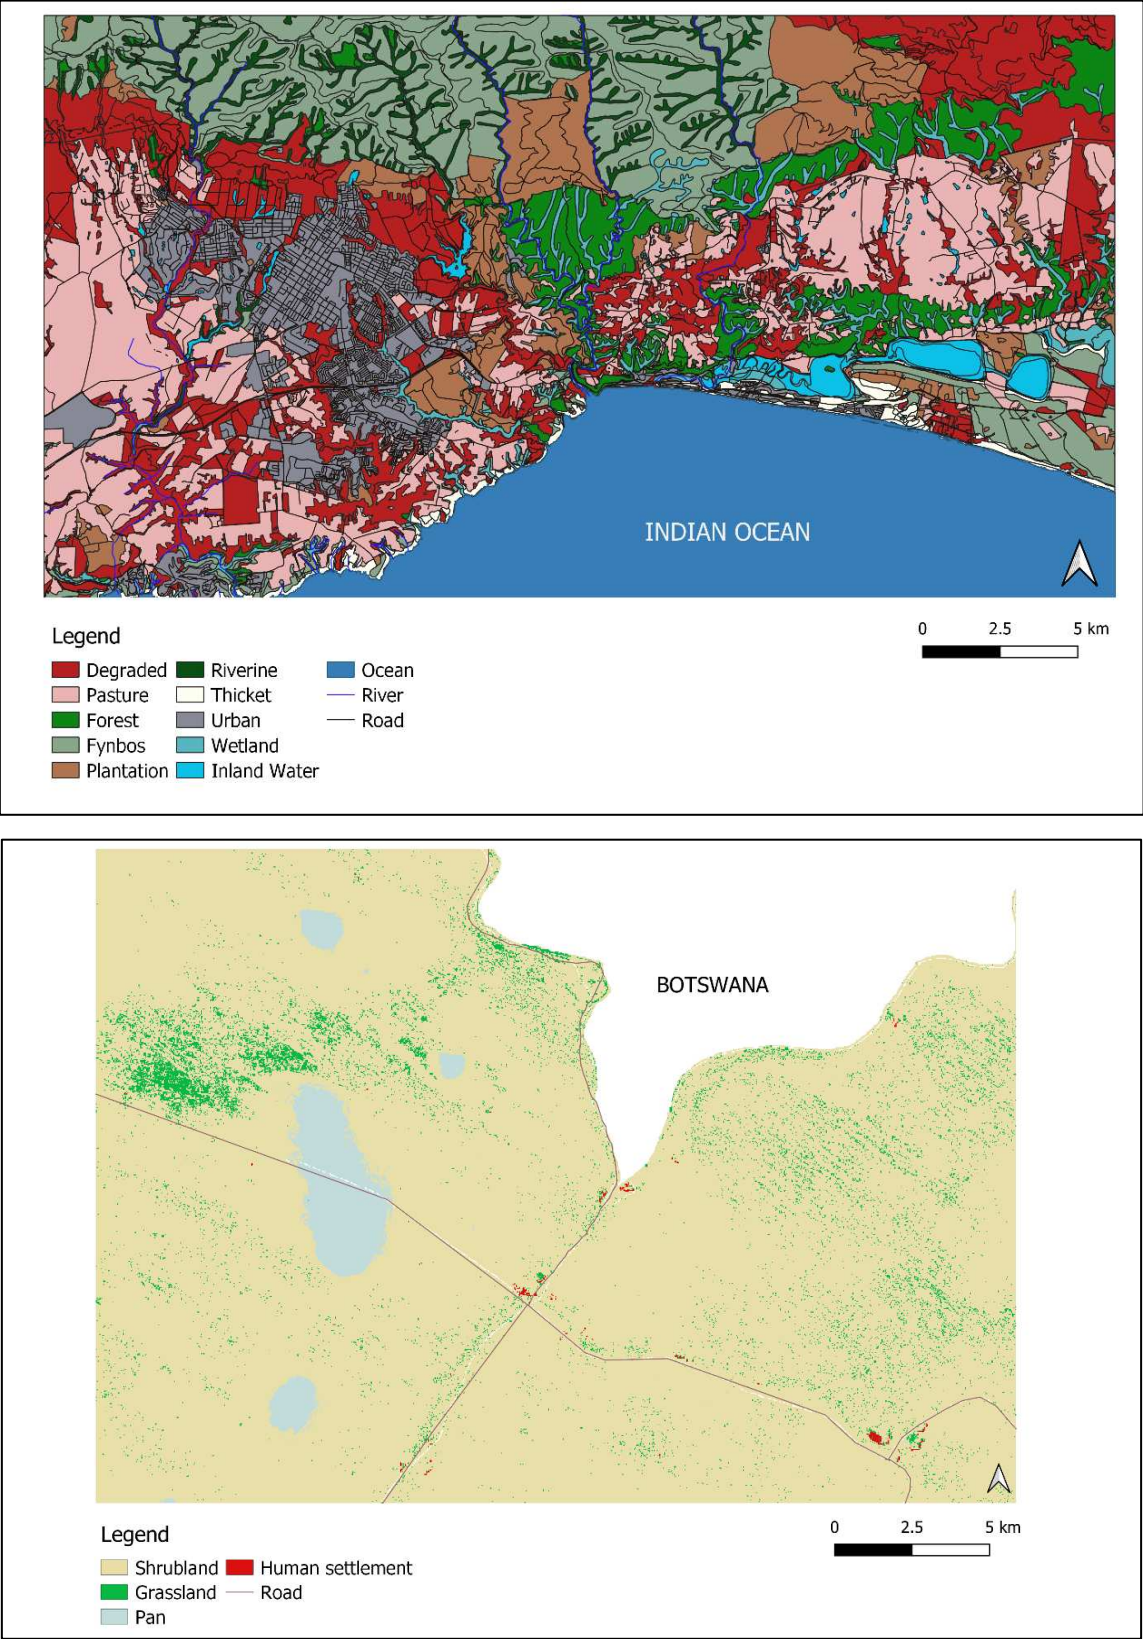 INDIAN OCEAN
Legend
Degraded
Riverine
Ocean
Pasture
Thicket
River
Forest
Urban
Road
Fynbos
Wetland
Plantation
Inland Water
0 2.5 5 km
BOTSWANA
Legend
Shrubland
Human settlement
Grassland
Road
Pan
0 2.5 5 km